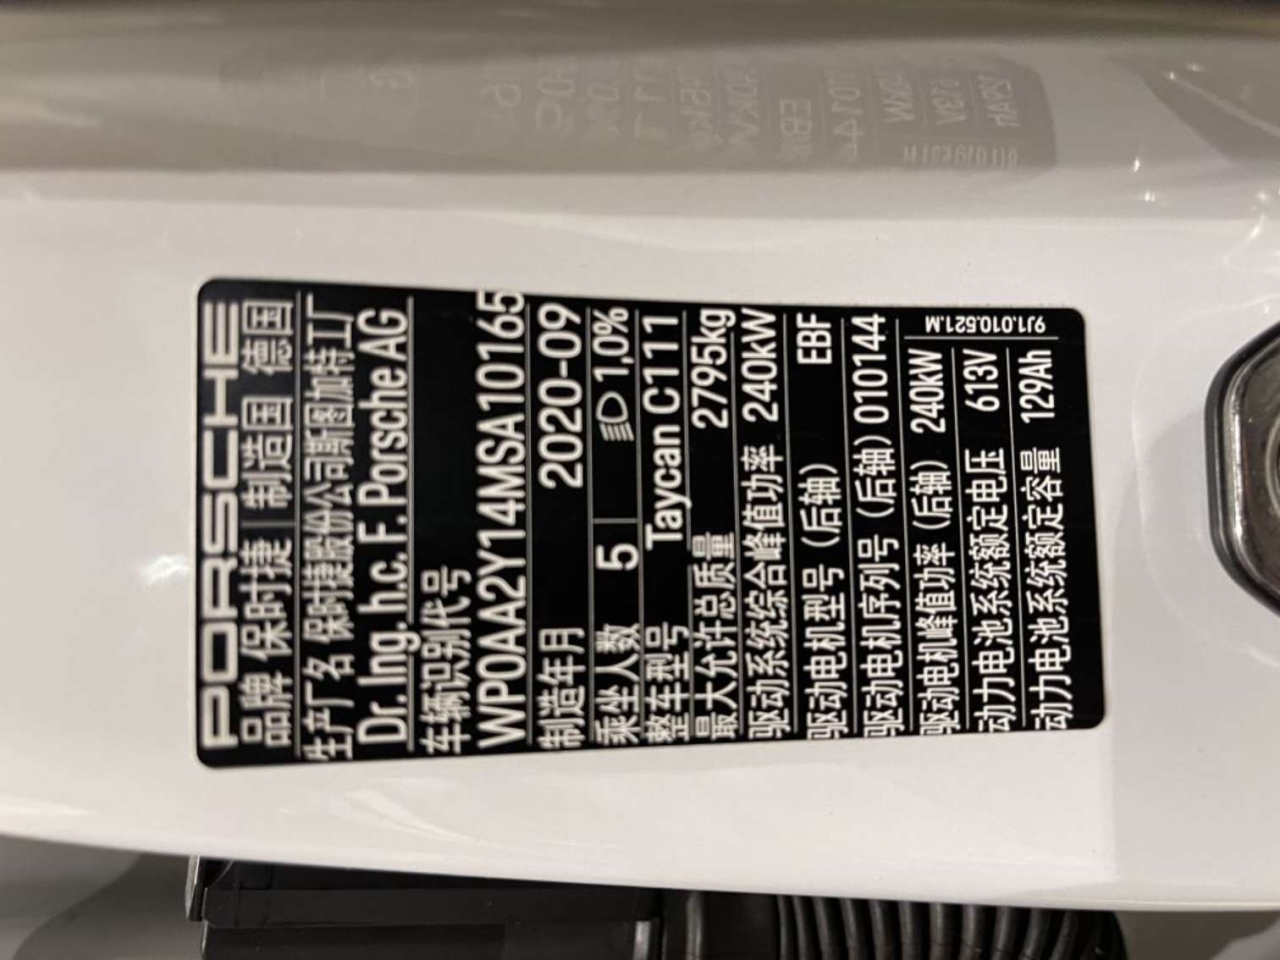 PORSCHE
品牌 保时捷 制造国 德国
生产厂名 保时捷股份公司斯图加特工厂
Dr. Ing. h.c. F. Porsche AG
车辆识别代号
WP0AA2Y14MSA10165
制造年月 2020-09
乘坐人数 5 1,0%
整车型号 Taycan C111
最大允许总质量 2795kg
驱动系统综合峰值功率 240kW
驱动电机型号（后轴） EBF
驱动电机序列号（后轴）010144
驱动电机峰值功率（后轴） 240kW
动力电池系统额定电压 613V
动力电池系统额定容量 129Ah
9J1.010.521.M